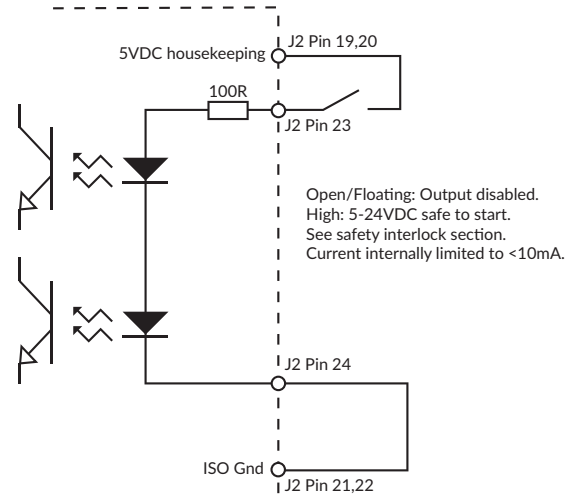 J2 Pin 19,20
5VDC housekeeping
100R
J2 Pin 23
Open/Floating: Output disabled.
High: 5-24VDC safe to start.
See safety interlock section.
Current internally limited to <10mA.
J2 Pin 24
ISO Gnd
J2 Pin 21,22